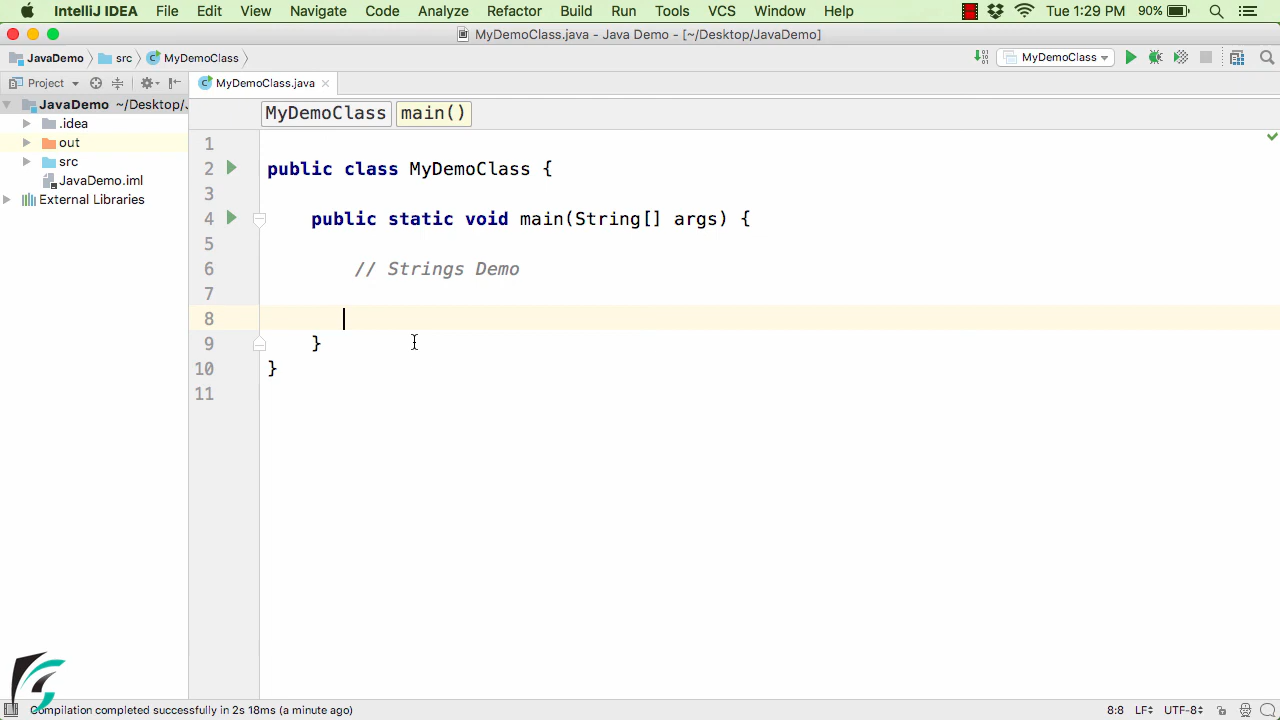 IntelliJ IDEA File Edit View Navigate Code Analyze Refactor Build Run Tools VCS Window Help Tue 1:29 PM 90%
MyDemoClass.java - Java Demo - [~/Desktop/JavaDemo]
JavaDemo src MyDemoClass MyDemoClass
Project MyDemoClass.java
JavaDemo ~/Desktop/J
MyDemoClass main()
.idea
out
src
JavaDemo.iml
External Libraries
1
2 public class MyDemoClass {
3
4 public static void main(String[] args) {
5
6 // Strings Demo
7
8
9 }
10 }
11
Compilation completed successfully in 2s 18ms (a minute ago) 8:8 LF UTF-8